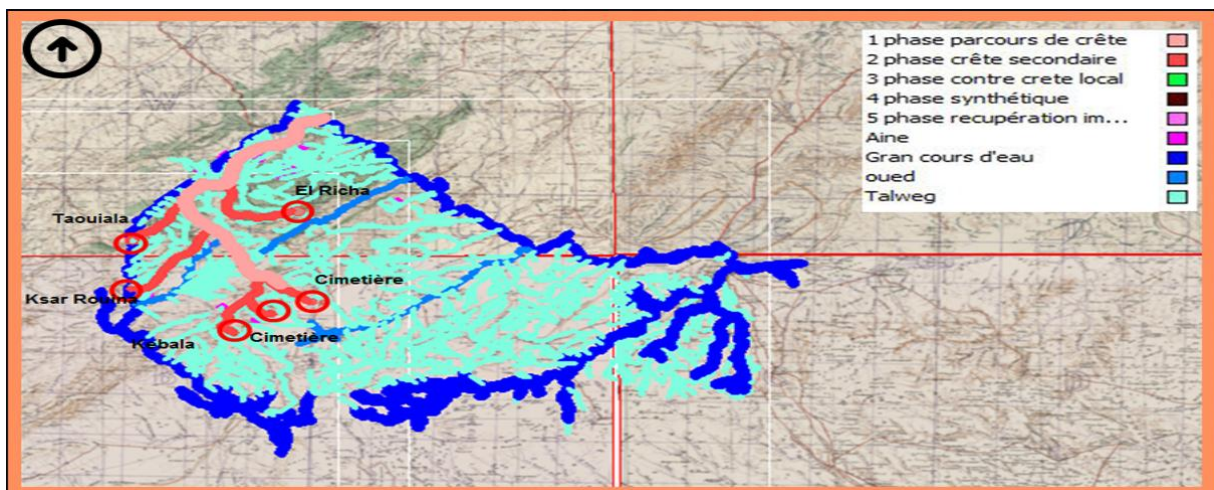 1 phase parcours de crête
2 phase crête secondaire
3 phase contre crete local
4 phase synthétique
5 phase recupération im...
Aine
Gran cours d'eau
oued
Talweg
El Richa
Taouiala
Cimetière
Ksar Rouina
Cimetière
Kebala